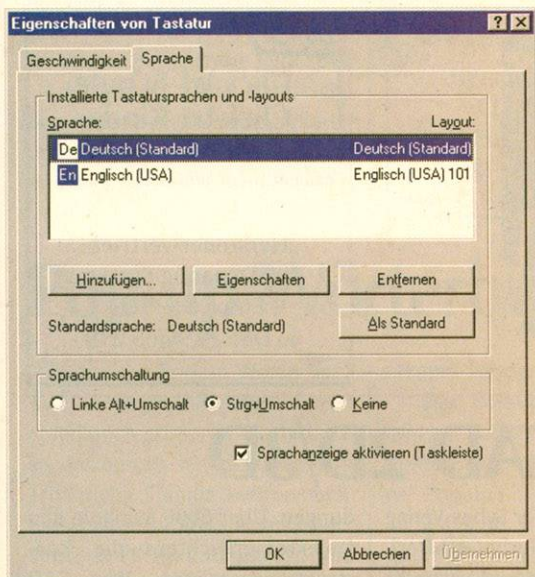 Eigenschaften von Tastatur
Geschwindigkeit Sprache
Installierte Tastatursprachen und -layouts
Sprache: Layout:
De Deutsch (Standard) Deutsch (Standard)
En Englisch (USA) Englisch (USA) 101
Hinzufügen... Eigenschaften Entfernen
Standardsprache: Deutsch (Standard) Als Standard
Sprachumschaltung
Linke Alt+Umschalt Strg+Umschalt Keine
Sprachanzeige aktivieren (Taskleiste)
OK Abbrechen Übernehmen